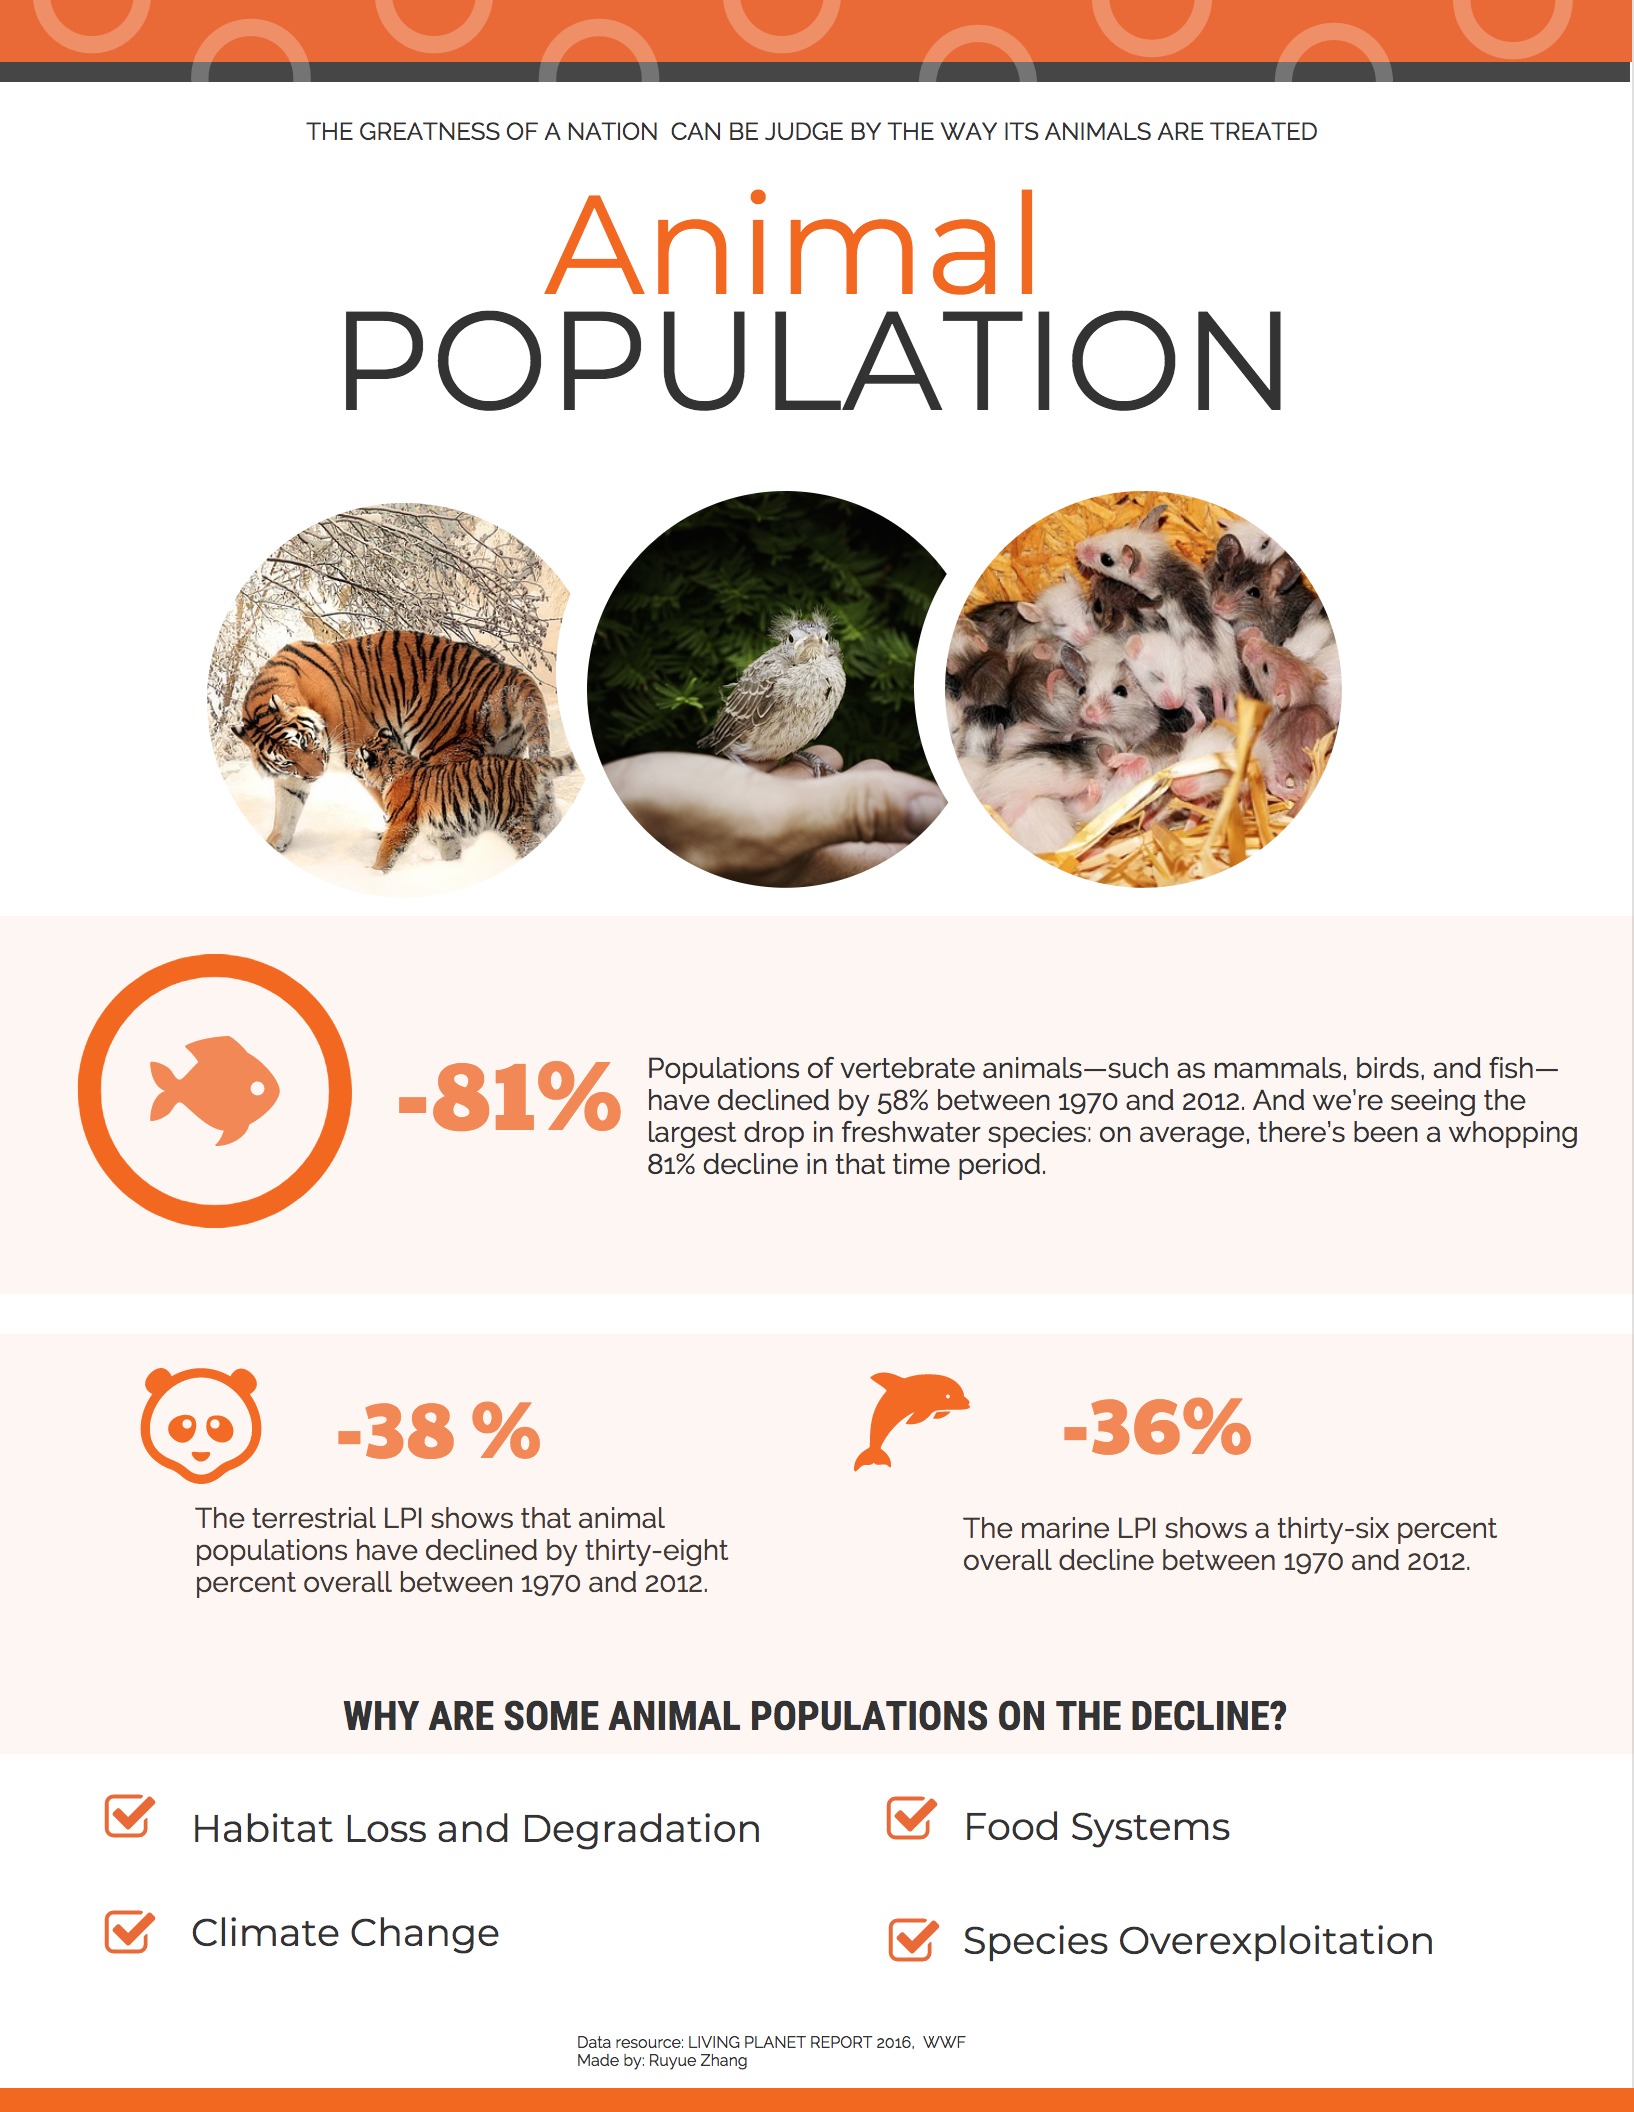 THE GREATNESS OF A NATION CAN BE JUDGE BY THE WAY ITS ANIMALS ARE TREATED
Animal
POPULATION
-81%
Populations of vertebrate animals—such as mammals, birds, and fish—
have declined by 58% between 1970 and 2012. And we're seeing the
largest drop in freshwater species: on average, there's been a whopping
81% decline in that time period.
-38 %
The terrestrial LPI shows that animal
populations have declined by thirty-eight
percent overall between 1970 and 2012.
-36%
The marine LPI shows a thirty-six percent
overall decline between 1970 and 2012.
WHY ARE SOME ANIMAL POPULATIONS ON THE DECLINE?
Habitat Loss and Degradation
Food Systems
Climate Change
Species Overexploitation
Data resource: LIVING PLANET REPORT 2016, WWF
Made by: Ruyue Zhang